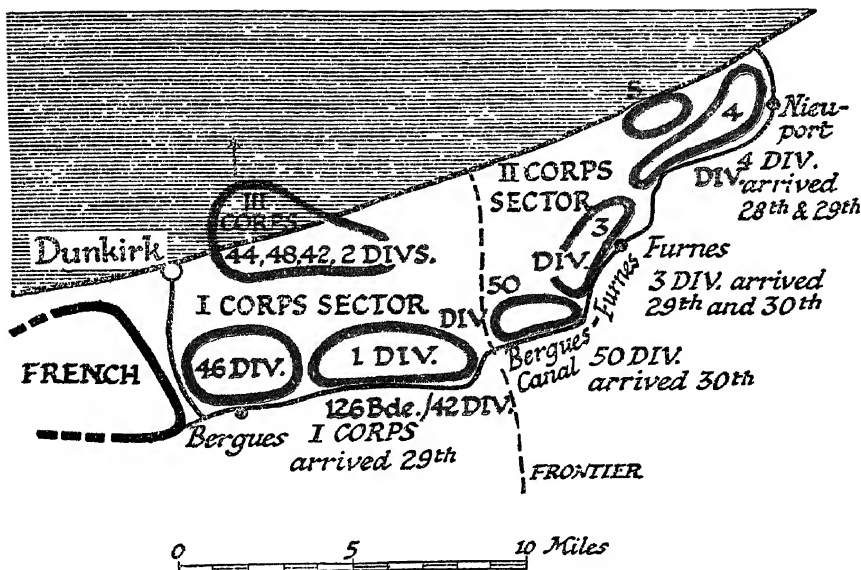 5
4
Nieu-
port
II CORPS
SECTOR
DIV.
4 DIV.
arrived
28th & 29th
III
CORPS
44, 48, 42, 2 DIVS.
Dunkirk
3
DIV.
Furnes
3 DIV. arrived
29th and 30th
I CORPS SECTOR
DIV
50
Bergues-Furnes
Canal
50 DIV.
arrived 30th
FRENCH
46 DIV.
1 DIV.
126 Bde./42 DIV.
Bergues
I CORPS
arrived 29th
FRONTIER
0 5 10 Miles